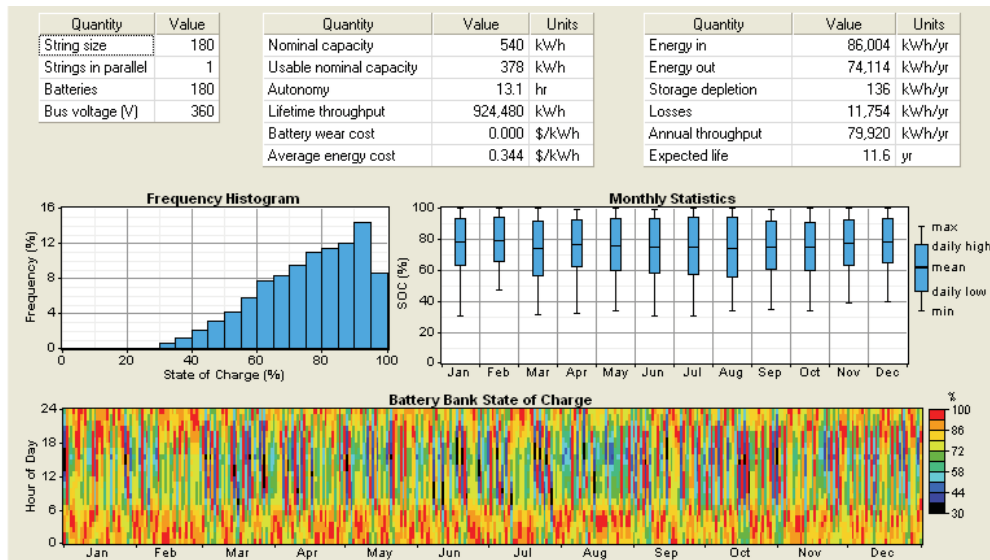 Quantity Value
String size 180
Strings in parallel 1
Batteries 180
Bus voltage (V) 360
Quantity Value Units
Nominal capacity 540 kWh
Usable nominal capacity 378 kWh
Autonomy 13.1 hr
Lifetime throughput 924,480 kWh
Battery wear cost 0.000 $/kWh
Average energy cost 0.344 $/kWh
Quantity Value Units
Energy in 86,004 kWh/yr
Energy out 74,114 kWh/yr
Storage depletion 136 kWh/yr
Losses 11,754 kWh/yr
Annual throughput 79,920 kWh/yr
Expected life 11.6 yr
Frequency Histogram
Frequency (%)
16
12
8
4
0
0 20 40 60 80 100
State of Charge (%)
Monthly Statistics
SOC (%)
100
80
60
40
20
0
Jan Feb Mar Apr May Jun Jul Aug Sep Oct Nov Dec
max
daily high
mean
daily low
min
Battery Bank State of Charge
Hour of Day
24
18
12
6
0
Jan Feb Mar Apr May Jun Jul Aug Sep Oct Nov Dec
%
100
86
72
58
44
30